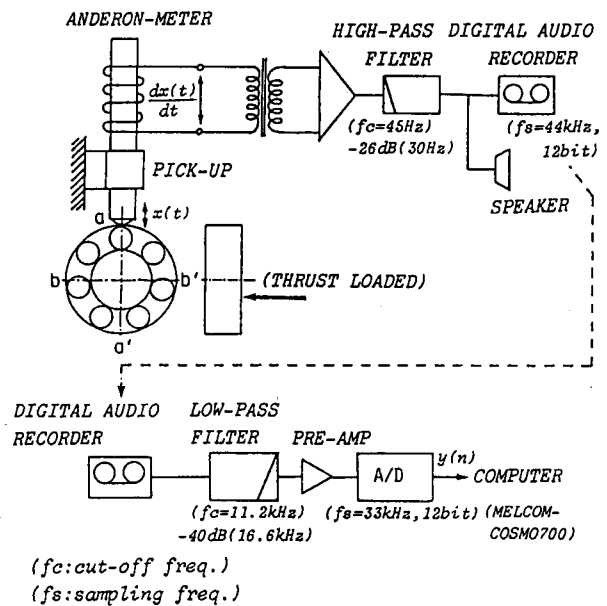 ANDERON-METER
HIGH-PASS FILTER
DIGITAL AUDIO RECORDER
dx(t)
dt
(fc=45Hz)
-26dB(30Hz)
(fs=44kHz,
12bit)
PICK-UP
SPEAKER
a
x(t)
b
b'
(THRUST LOADED)
a'
DIGITAL AUDIO
RECORDER
LOW-PASS
FILTER
PRE-AMP
A/D
y(n)
COMPUTER
(fc=11.2kHz)
-40dB(16.6kHz)
(fs=33kHz,12bit)
(MELCOM-
COSMO700)
(fc:cut-off freq.)
(fs:sampling freq.)